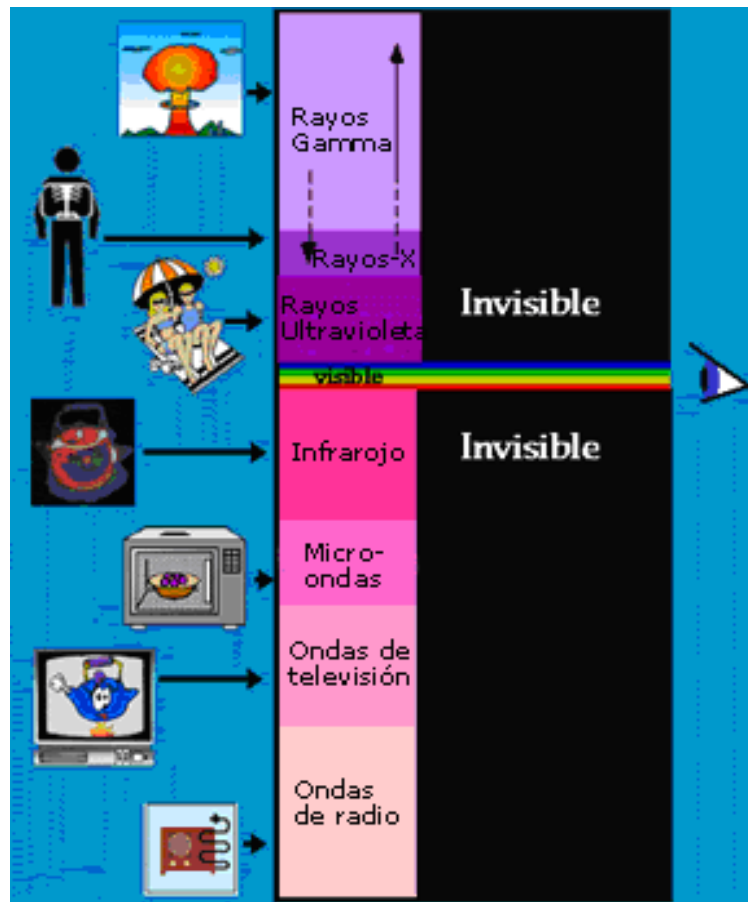 Rayos
Gamma
Rayos-X
Rayos
Ultravioleta
Invisible
visible
Infrarojo
Invisible
Micro-
ondas
Ondas de
televisión
Ondas
de radio